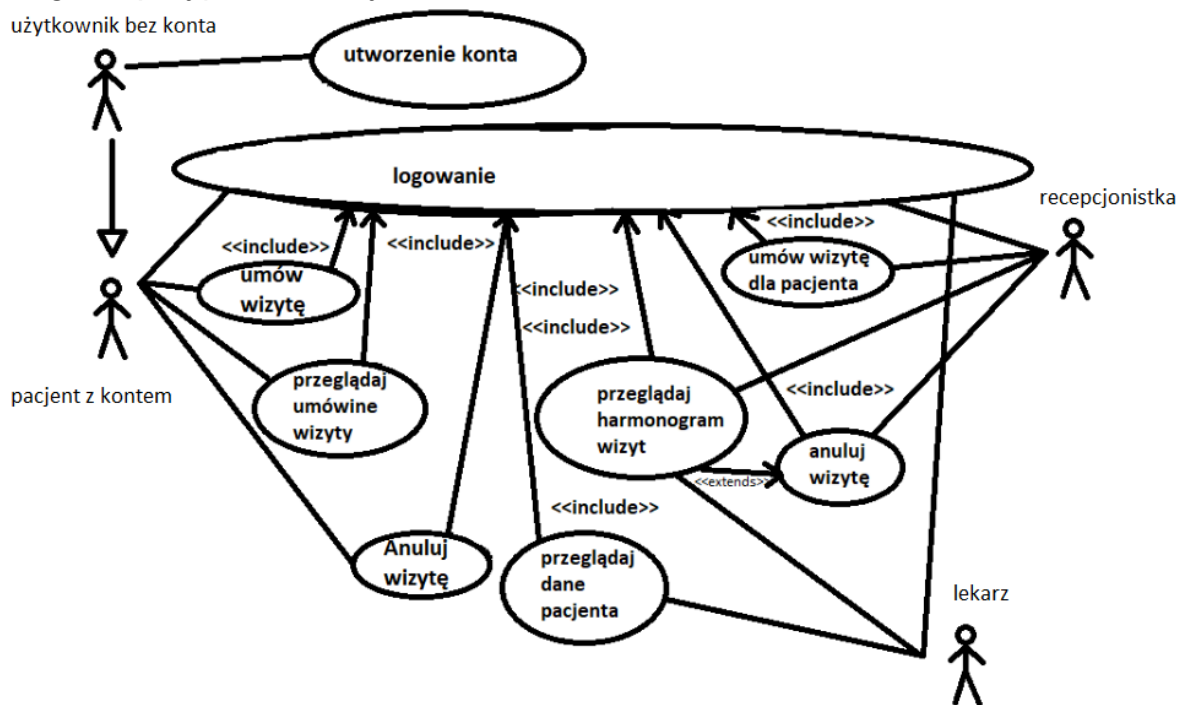 użytkownik bez konta
utworzenie konta
logowanie
recepcjonistka
<<include>>
<<include>>
<<include>>
umów
wizytę
umów wizytę
dla pacjenta
<<include>>
<<include>>
pacjent z kontem
przeglądaj
umówine
wizyty
przeglądaj
harmonogram
wizyt
<<include>>
anuluj
wizytę
<<extends>>
<<include>>
Anuluj
wizytę
przeglądaj
dane
pacjenta
lekarz